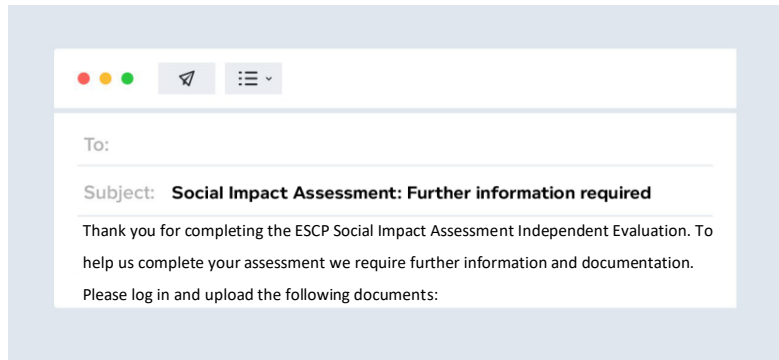 To:
Subject: Social Impact Assessment: Further information required
Thank you for completing the ESCP Social Impact Assessment Independent Evaluation. To
help us complete your assessment we require further information and documentation.
Please log in and upload the following documents: